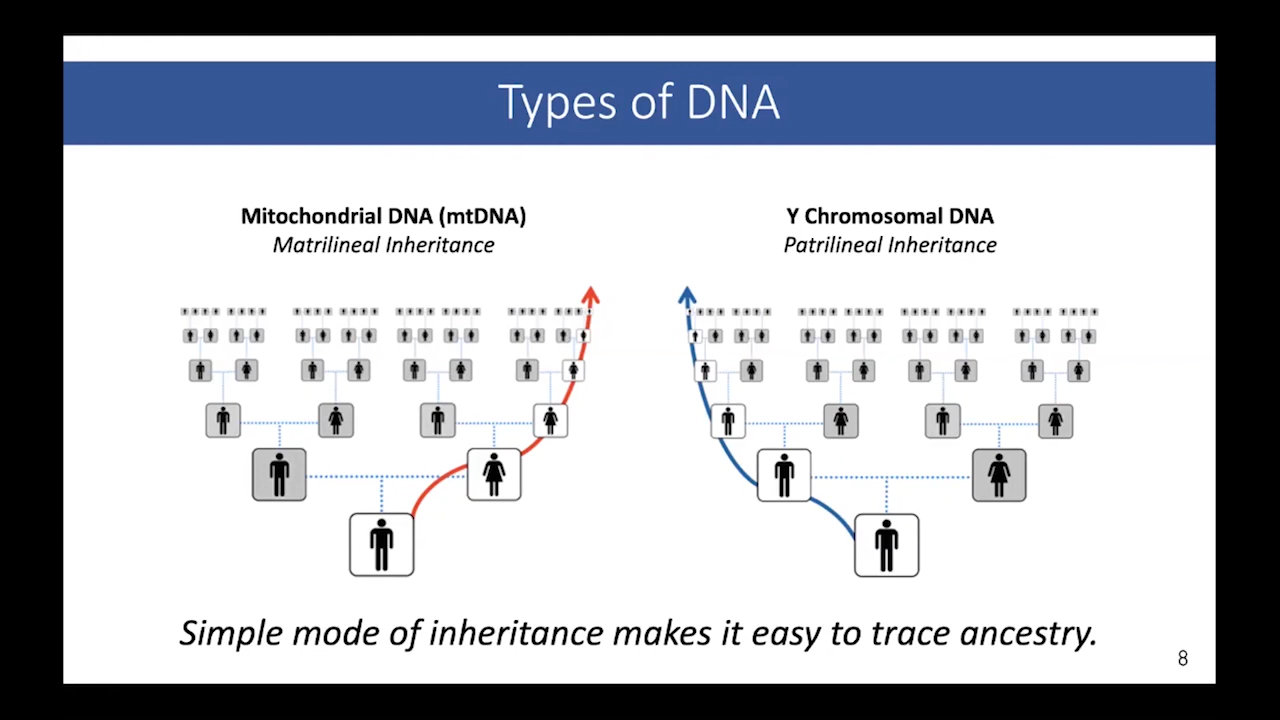 Types of DNA
Mitochondrial DNA (mtDNA)
Matrilineal Inheritance
Y Chromosomal DNA
Patrilineal Inheritance
Simple mode of inheritance makes it easy to trace ancestry.
8